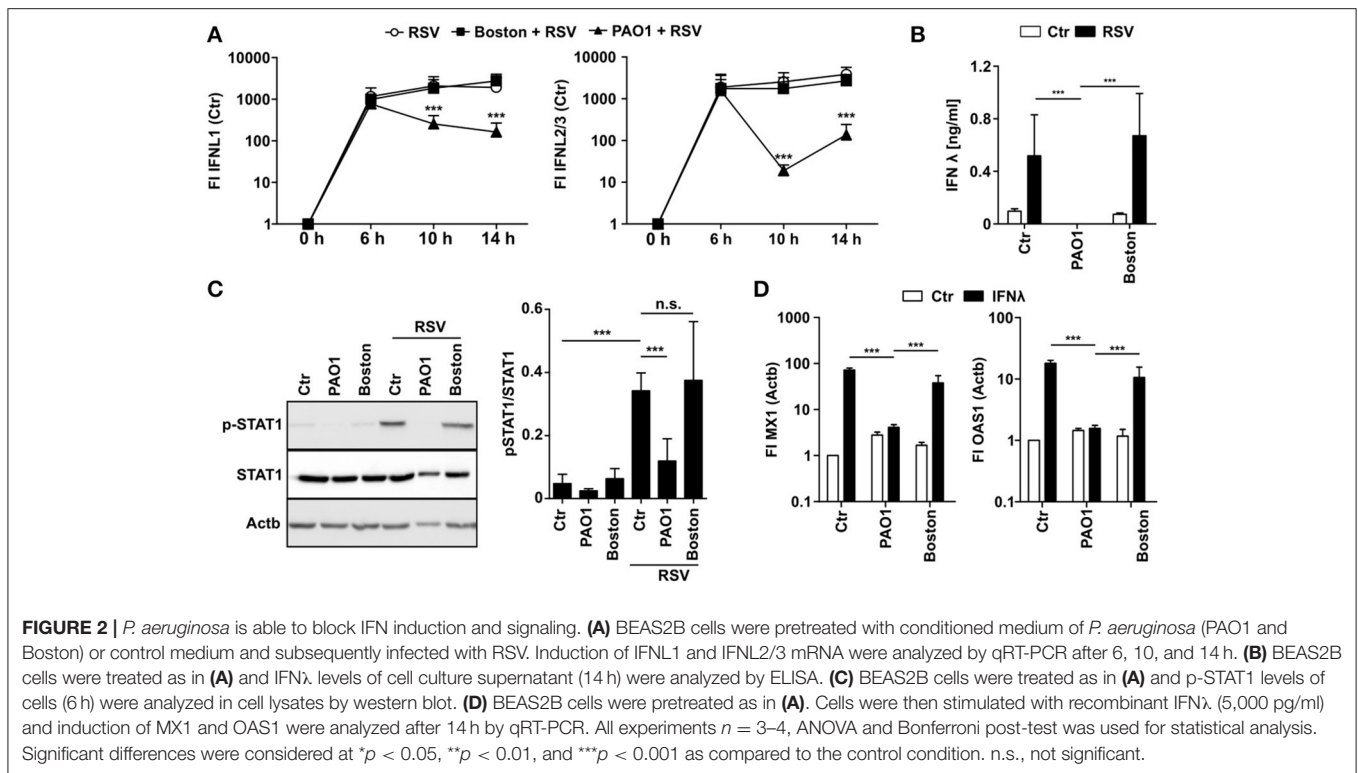 A
RSV Boston + RSV PAO1 + RSV
FI IFNL1 (Ctr)
10000
1000
100
10
1
***
***
0 h 6 h 10 h 14 h
FI IFNL2/3 (Ctr)
10000
1000
100
10
1
***
***
0 h 6 h 10 h 14 h
B
Ctr RSV
IFN λ [ng/ml]
1.2
0.8
0.4
0
***
***
Ctr PAO1 Boston
C
RSV
Ctr PAO1 Boston Ctr PAO1 Boston
p-STAT1
STAT1
Actb
pSTAT1/STAT1
0.6
0.4
0.2
0
n.s.
***
***
Ctr PAO1 Boston Ctr PAO1 Boston
RSV
D
Ctr IFNλ
FI MX1 (Actb)
1000
100
10
1
0.1
***
***
Ctr PAO1 Boston
FI OAS1 (Actb)
100
10
1.0
0.1
***
***
Ctr PAO1 Boston
FIGURE 2 | P. aeruginosa is able to block IFN induction and signaling. (A) BEAS2B cells were pretreated with conditioned medium of P. aeruginosa (PAO1 and
Boston) or control medium and subsequently infected with RSV. Induction of IFNL1 and IFNL2/3 mRNA were analyzed by qRT-PCR after 6, 10, and 14 h. (B) BEAS2B
cells were treated as in (A) and IFNλ levels of cell culture supernatant (14 h) were analyzed by ELISA. (C) BEAS2B cells were treated as in (A) and p-STAT1 levels of
cells (6 h) were analyzed in cell lysates by western blot. (D) BEAS2B cells were pretreated as in (A). Cells were then stimulated with recombinant IFNλ (5,000 pg/ml)
and induction of MX1 and OAS1 were analyzed after 14 h by qRT-PCR. All experiments n = 3–4, ANOVA and Bonferroni post-test was used for statistical analysis.
Significant differences were considered at *p < 0.05, **p < 0.01, and ***p < 0.001 as compared to the control condition. n.s., not significant.